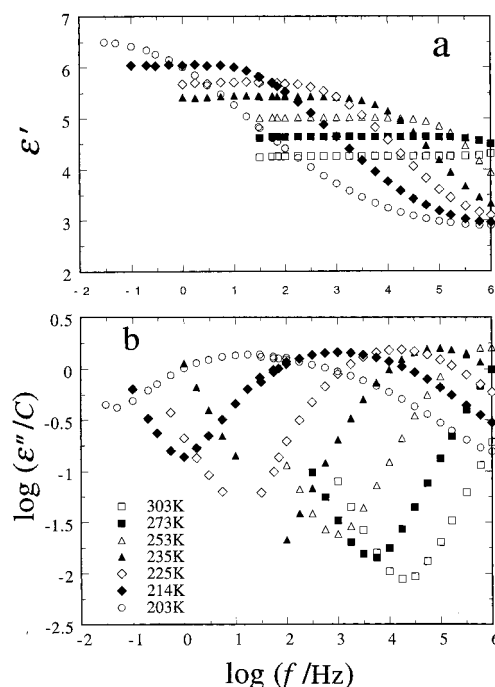 7
6
5
4
3
2
ε′
a
-2 -1 0 1 2 3 4 5 6
0.5
0
-0.5
-1
-1.5
-2
-2.5
log (ε″/C)
b
303K
273K
253K
235K
225K
214K
203K
-2 -1 0 1 2 3 4 5 6
log (f /Hz)